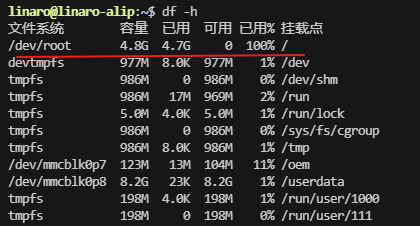 linaro@linaro-alip:~$ df -h
文件系统 容量 已用 可用 已用% 挂载点
/dev/root 4.8G 4.7G 0 100% /
devtmpfs 977M 8.0K 977M 1% /dev
tmpfs 986M 0 986M 0% /dev/shm
tmpfs 986M 17M 969M 2% /run
tmpfs 5.0M 4.0K 5.0M 1% /run/lock
tmpfs 986M 0 986M 0% /sys/fs/cgroup
tmpfs 986M 8.0K 986M 1% /tmp
/dev/mmcblk0p7 123M 13M 104M 11% /oem
/dev/mmcblk0p8 8.2G 23K 8.2G 1% /userdata
tmpfs 198M 4.0K 198M 1% /run/user/1000
tmpfs 198M 0 198M 0% /run/user/111